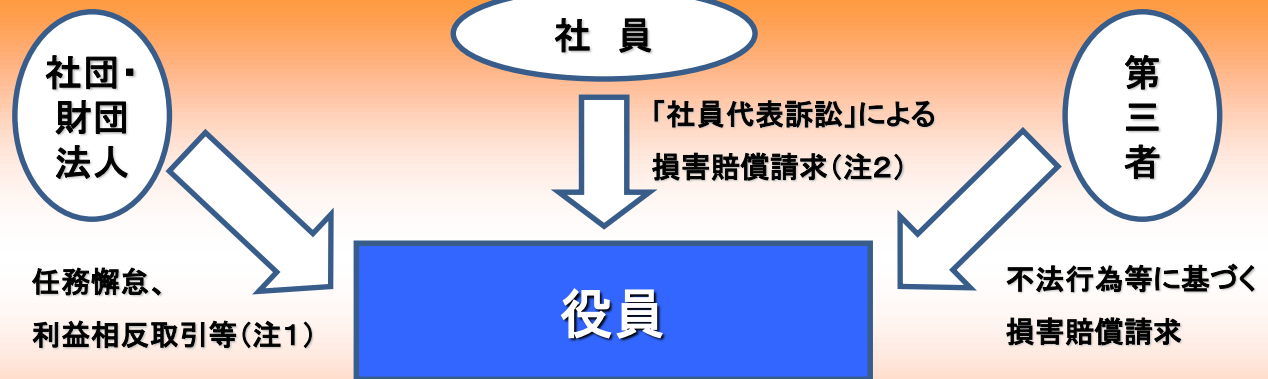 社　員
社団・
財団
法人
第
三
者
「社員代表訴訟」による
損害賠償請求（注２）
任務懈怠、
利益相反取引等（注１）
不法行為等に基づく
損害賠償請求
役員